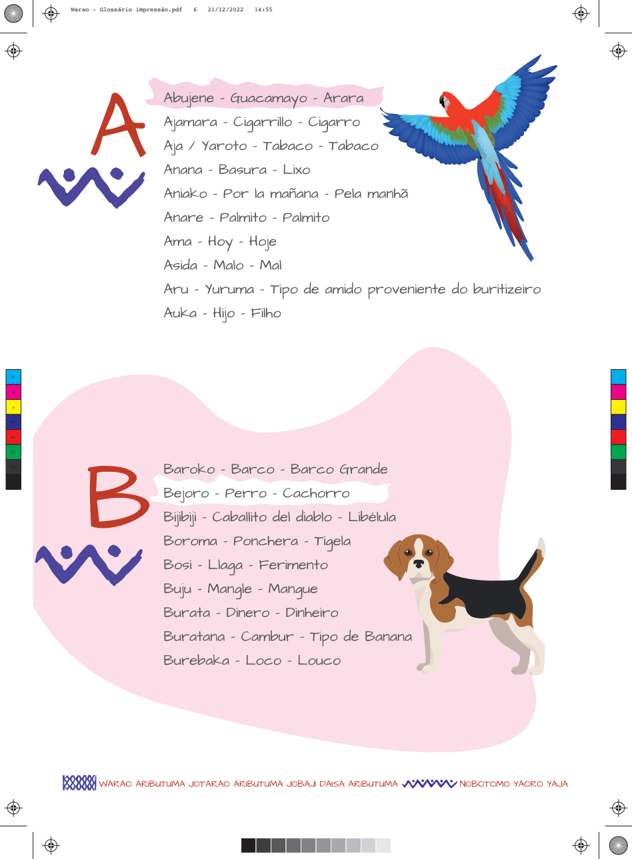 Warao - Glossário impressão.pdf 6 21/12/2022 14:55
A
Abujene - Guacamayo - Arara
Ajamara - Cigarrillo - Cigarro
Aja / Yaroto - Tabaco - Tabaco
Anana - Basura - Lixo
Aniako - Por la mañana - Pela manhã
Anare - Palmito - Palmito
Ama - Hoy - Hoje
Asida - Malo - Mal
Aru - Yuruma - Tipo de amido proveniente do buritizeiro
Auka - Hijo - Filho
B
Baroko - Barco - Barco Grande
Bejoro - Perro - Cachorro
Bijibiji - Caballito del diablo - Libélula
Boroma - Ponchera - Tigela
Bosi - Llaga - Ferimento
Buju - Mangle - Mangue
Burata - Dinero - Dinheiro
Buratana - Cambur - Tipo de Banana
Burebaka - Loco - Louco
WARAO ARIBUTUMA JOTARAO ARIBUTUMA JOBAJI DAISA ARIBUTUMA NOBOTOMO YAORO YAJA